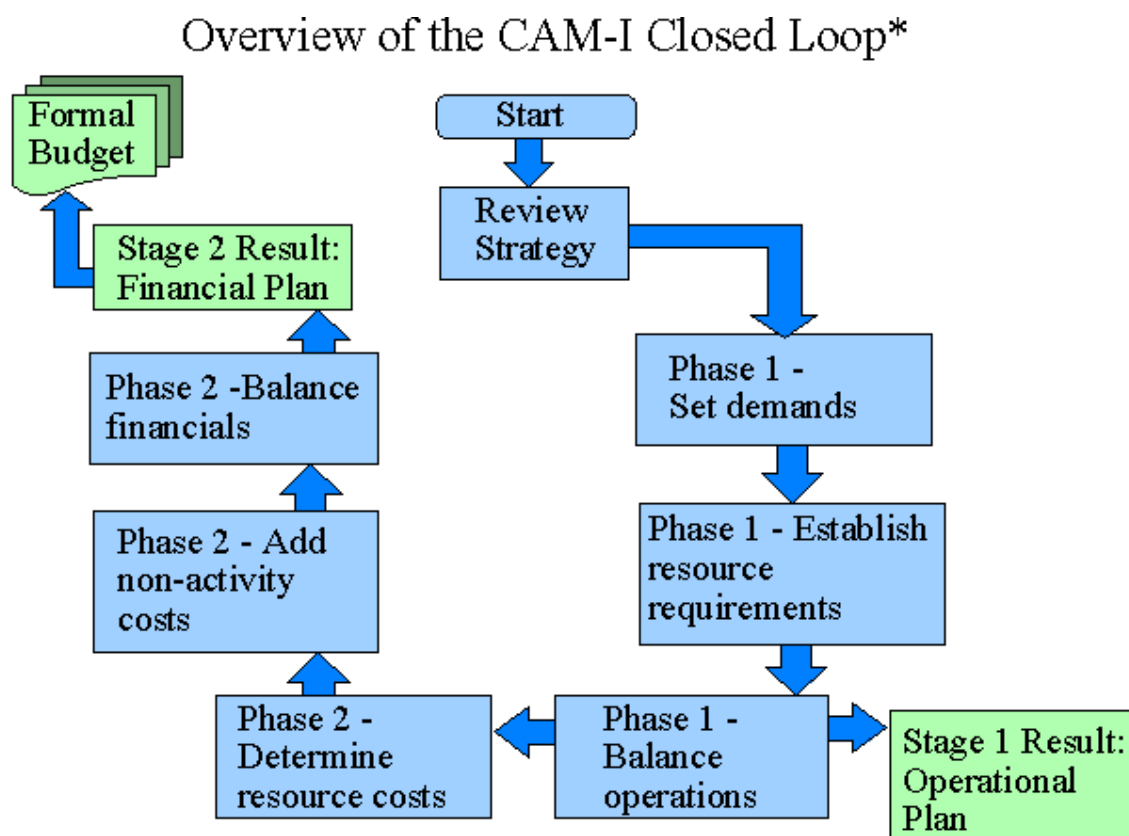 Overview of the CAM-I Closed Loop*
Formal
Budget
Start
Review
Strategy
Stage 2 Result:
Financial Plan
Phase 1 -
Set demands
Phase 2 -Balance
financials
Phase 1 - Establish
resource
requirements
Phase 2 - Add
non-activity
costs
Phase 2 -
Determine
resource costs
Phase 1 -
Balance
operations
Stage 1 Result:
Operational
Plan